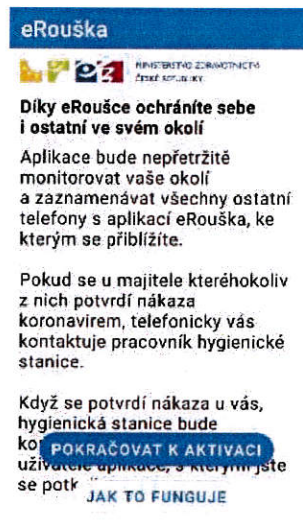 eRouška
MINISTERSTVO ZDRAVOTNICTVÍ
ČESKÉ REPUBLIKY
Díky eRoušce ochráníte sebe
i ostatní ve svém okolí
Aplikace bude nepřetržitě
monitorovat vaše okolí
a zaznamenávat všechny ostatní
telefony s aplikací eRouška, ke
kterým se přiblížíte.
Pokud se u majitele kteréhokoliv
z nich potvrdí nákaza
koronavirem, telefonicky vás
kontaktuje pracovník hygienické
stanice.
Když se potvrdí nákaza u vás,
hygienická stanice bude
POKRAČOVAT K AKTIVACI
uživatele aplikace, s kterými jste
se potk
JAK TO FUNGUJE